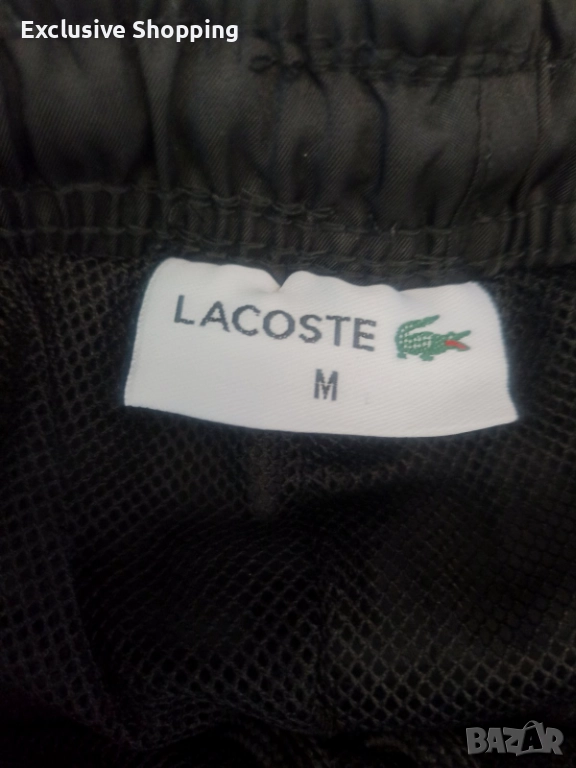 Exclusive Shopping
LACOSTE
M
BAZAR